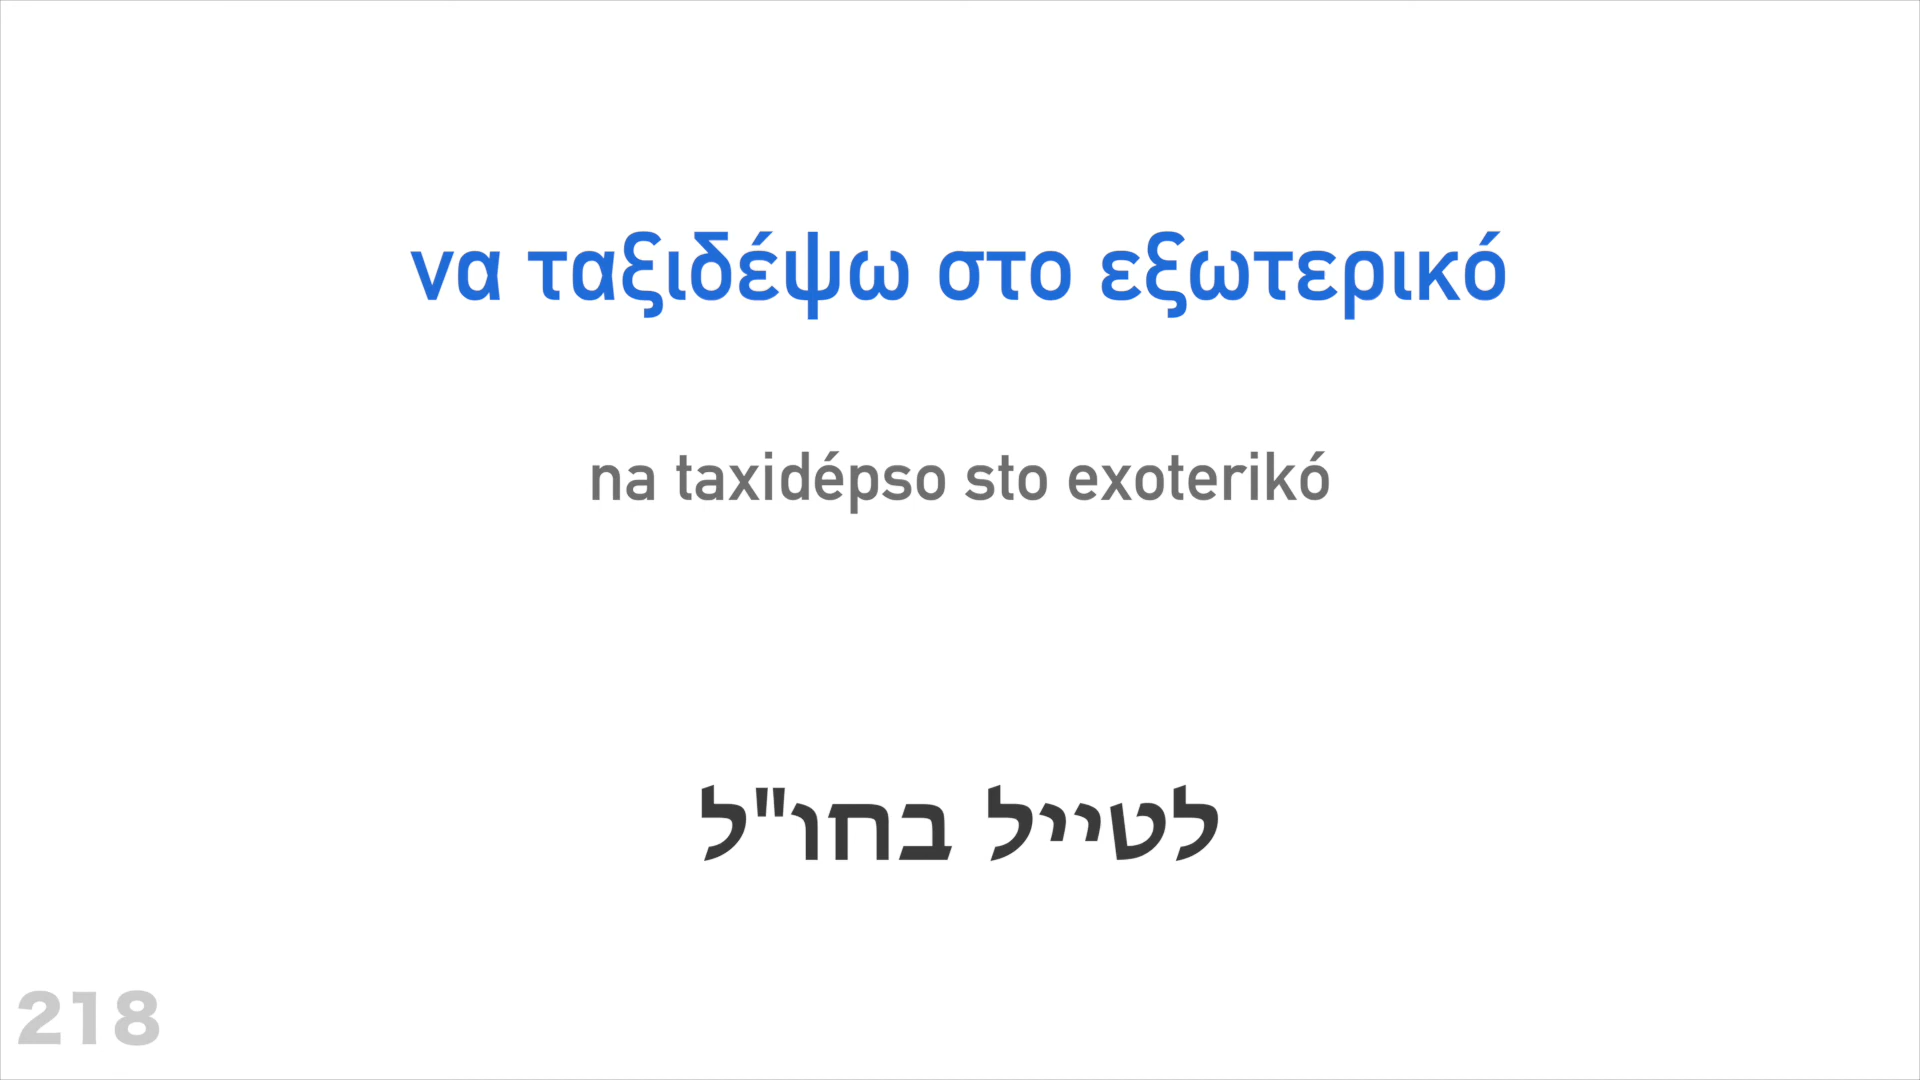 να ταξιδέψω στο εξωτερικό
na taxidépso sto exoterikó
לטייל בחו"ל
218